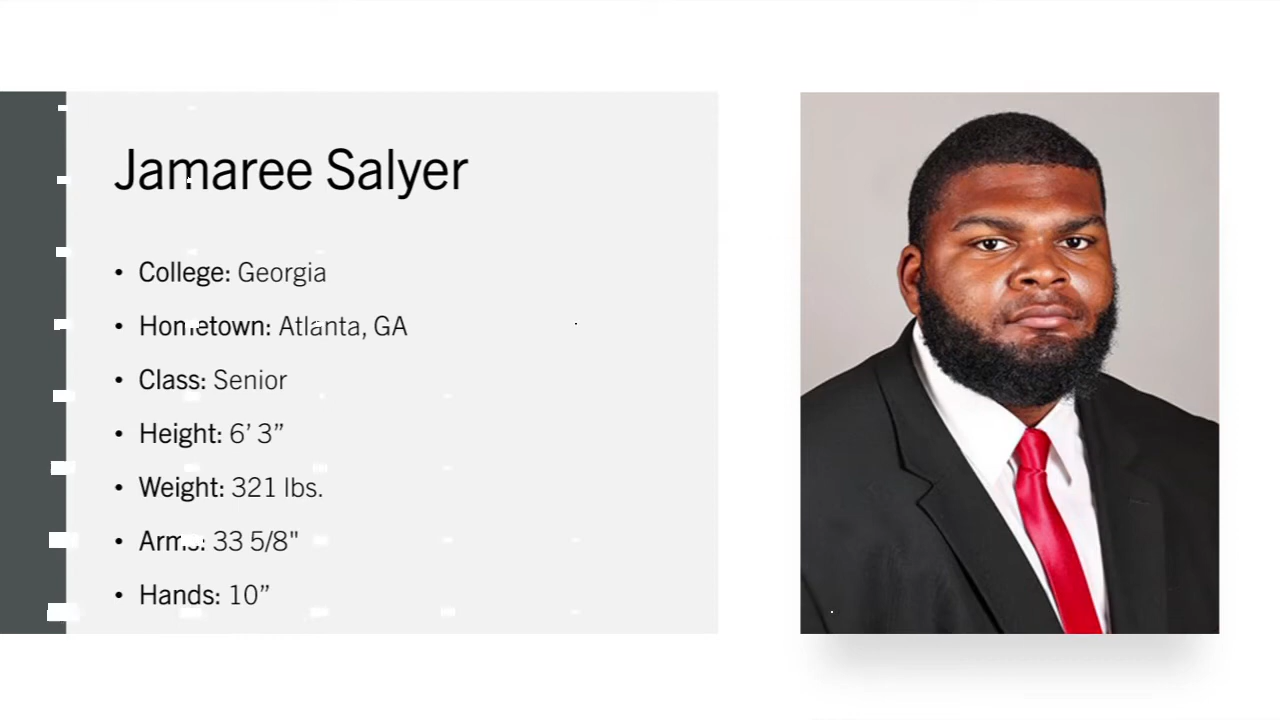 Jamaree Salyer
• College: Georgia
• Hometown: Atlanta, GA
• Class: Senior
• Height: 6’ 3”
• Weight: 321 lbs.
• Arms: 33 5/8"
• Hands: 10”